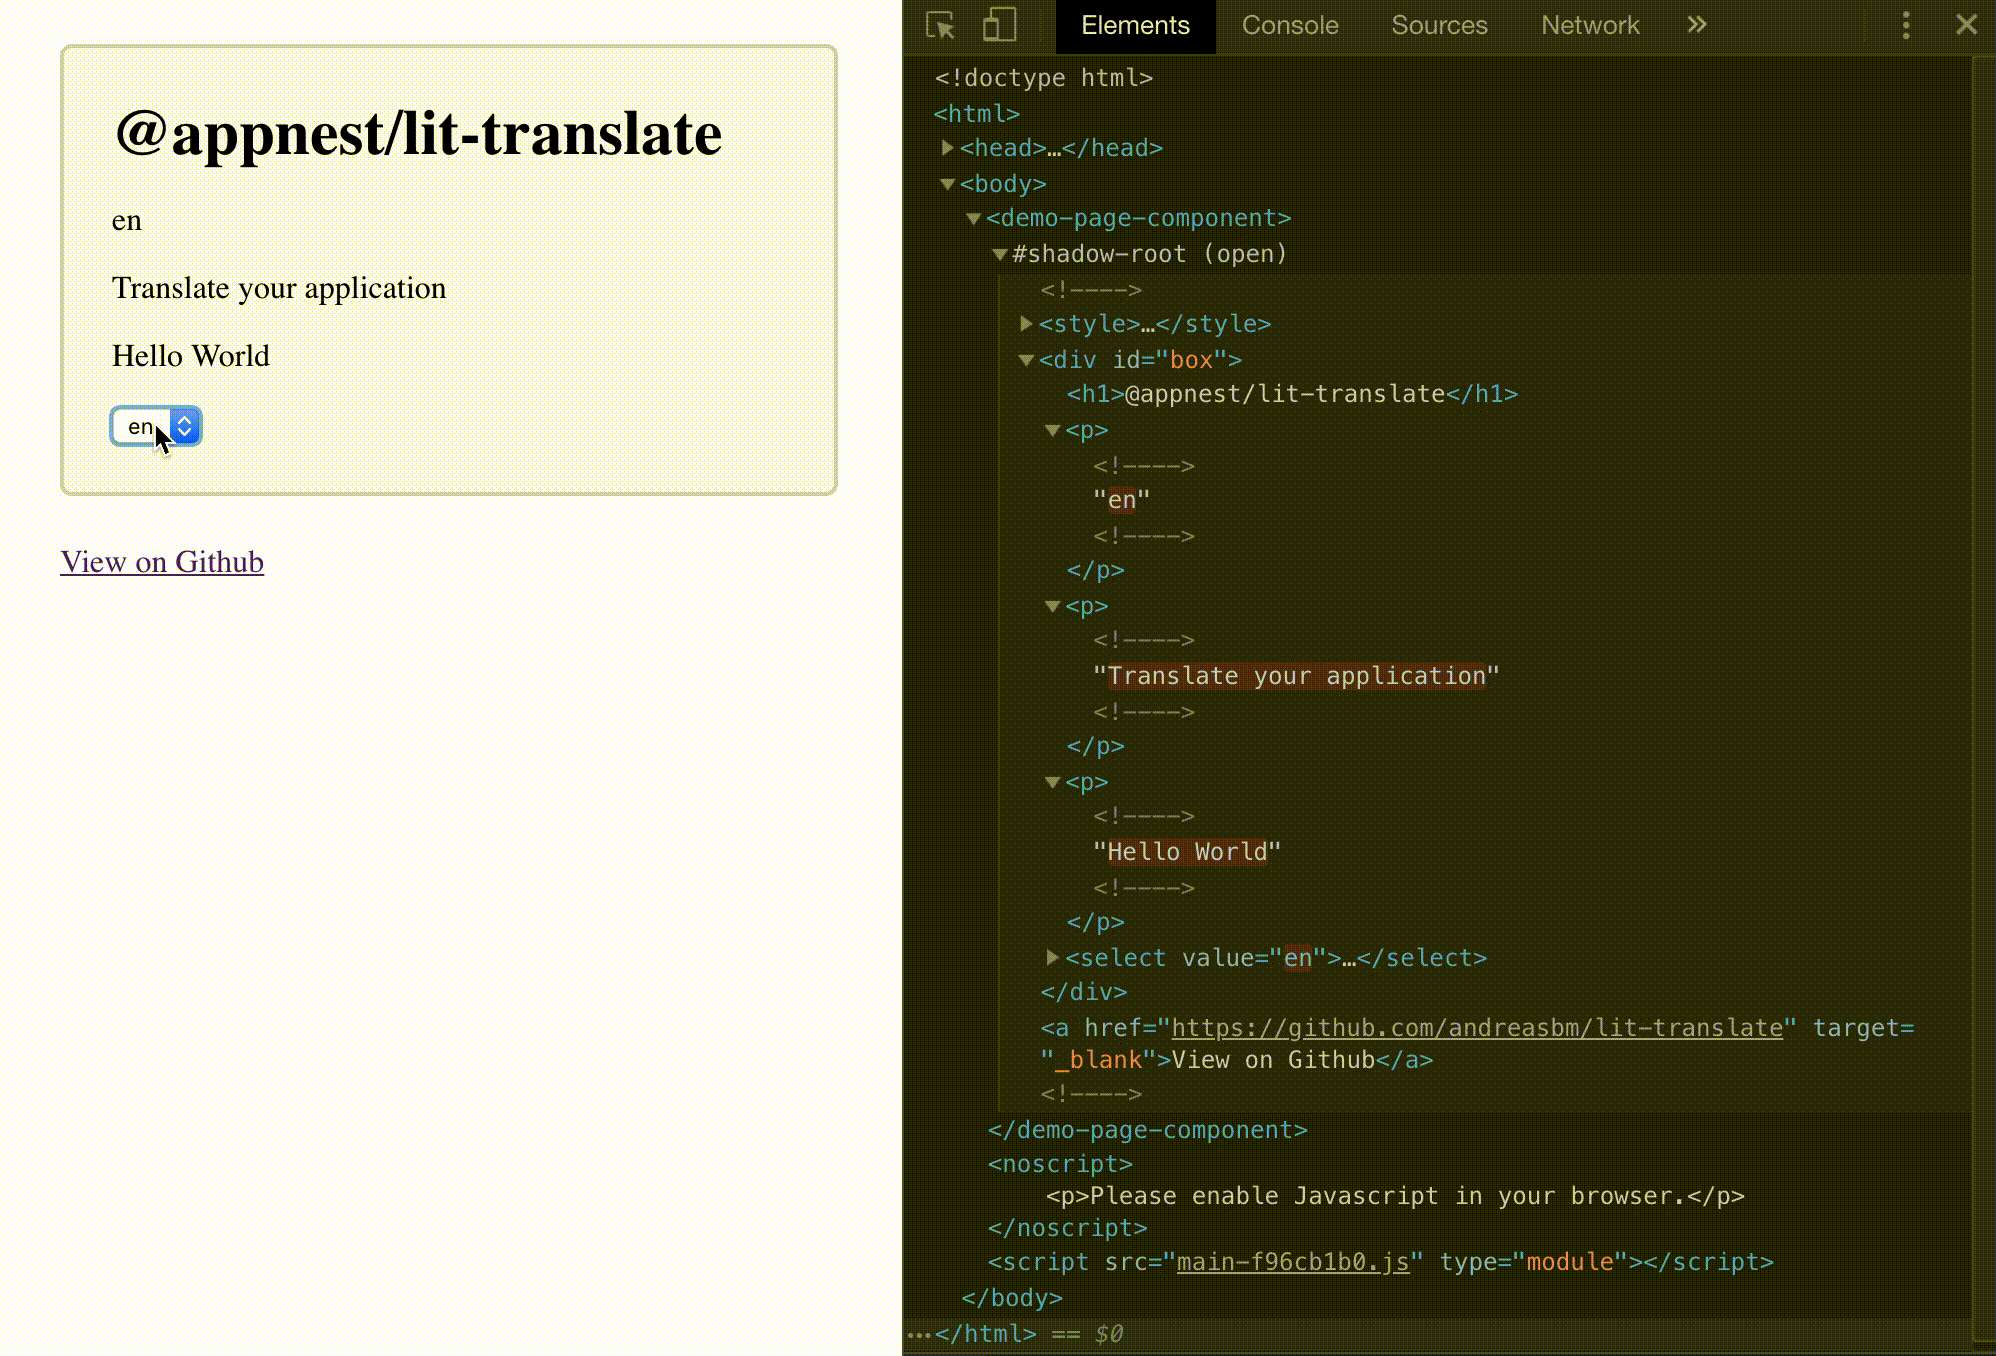 @appnest/lit-translate
en
Translate your application
Hello World
en
View on Github
Elements Console Sources Network
<!doctype html>
<html>
<head>…</head>
<body>
<demo-page-component>
#shadow-root (open)
<!---->
<style>…</style>
<div id="box">
<h1>@appnest/lit-translate</h1>
<p>
<!---->
"en"
<!---->
</p>
<p>
<!---->
"Translate your application"
<!---->
</p>
<p>
<!---->
"Hello World"
<!---->
</p>
<select value="en">…</select>
</div>
<a href="https://github.com/andreasbm/lit-translate" target=
"_blank">View on Github</a>
<!---->
</demo-page-component>
<noscript>
<p>Please enable Javascript in your browser.</p>
</noscript>
<script src="main-f96cb1b0.js" type="module"></script>
</body>
…</html> == $0